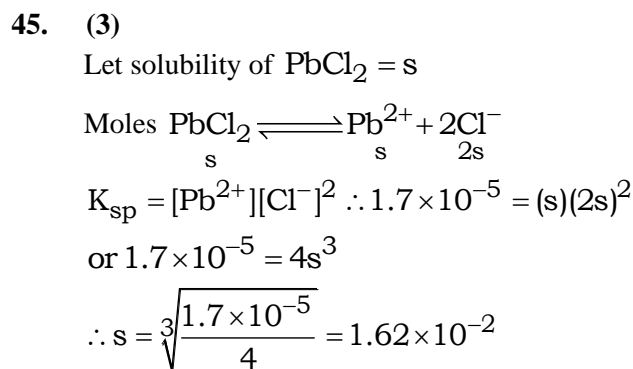 45. (3)
Let solubility of PbCl₂ = s
Moles PbCl₂ ⇌ Pb²⁺ + 2Cl⁻
s s 2s
Kₛₚ = [Pb²⁺][Cl⁻]² ∴ 1.7×10⁻⁵ = (s)(2s)²
or 1.7×10⁻⁵ = 4s³
∴ s = ∛(1.7×10⁻⁵/4) = 1.62×10⁻²